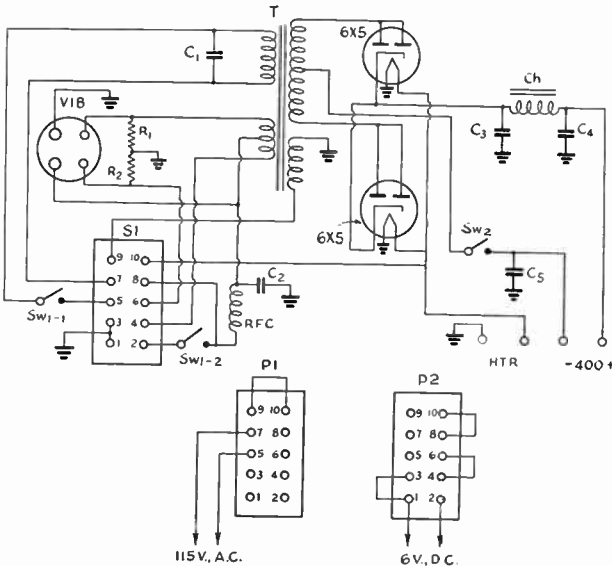 T
6X5
C1
Ch
VIB
R1
C3
C4
R2
S1
6X5
Sw2
9 10
7 8
C2
C5
5 6
Sw1-1
3 4
RFC
1 2
Sw1-2
HTR
-400+
P1
P2
9 10
9 10
7 8
7 8
5 6
5 6
3 4
3 4
1 2
1 2
115V., A.C.
6V., D C.